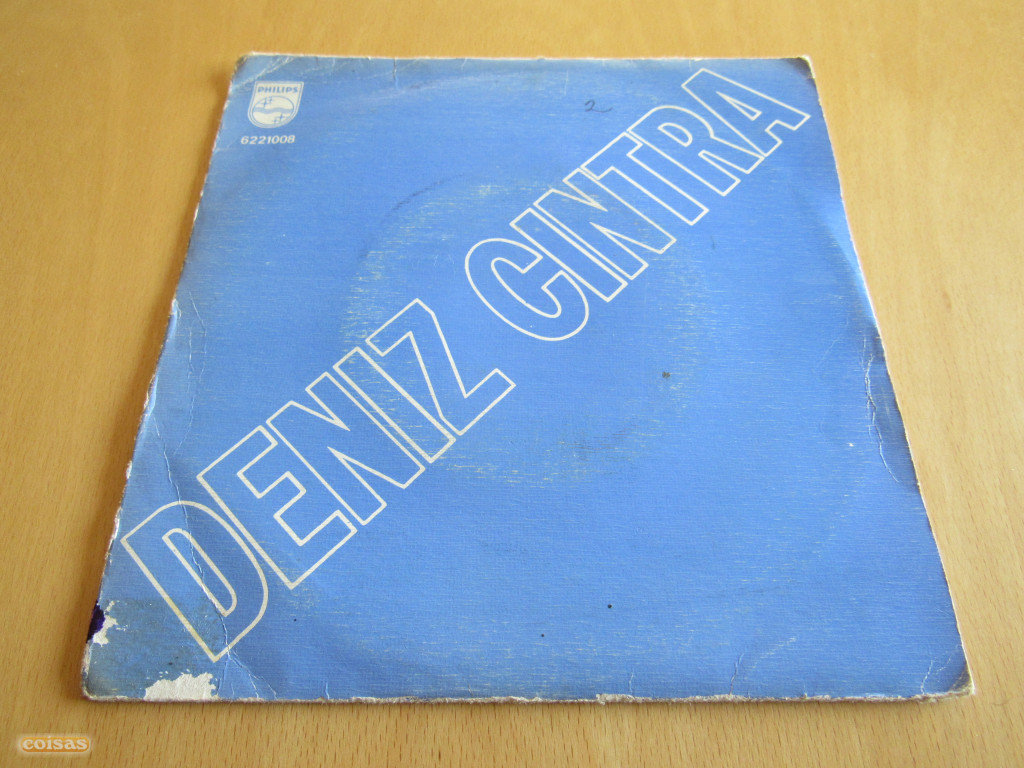 PHILIPS
6221008
2
DENIZ CINTRA
coisas